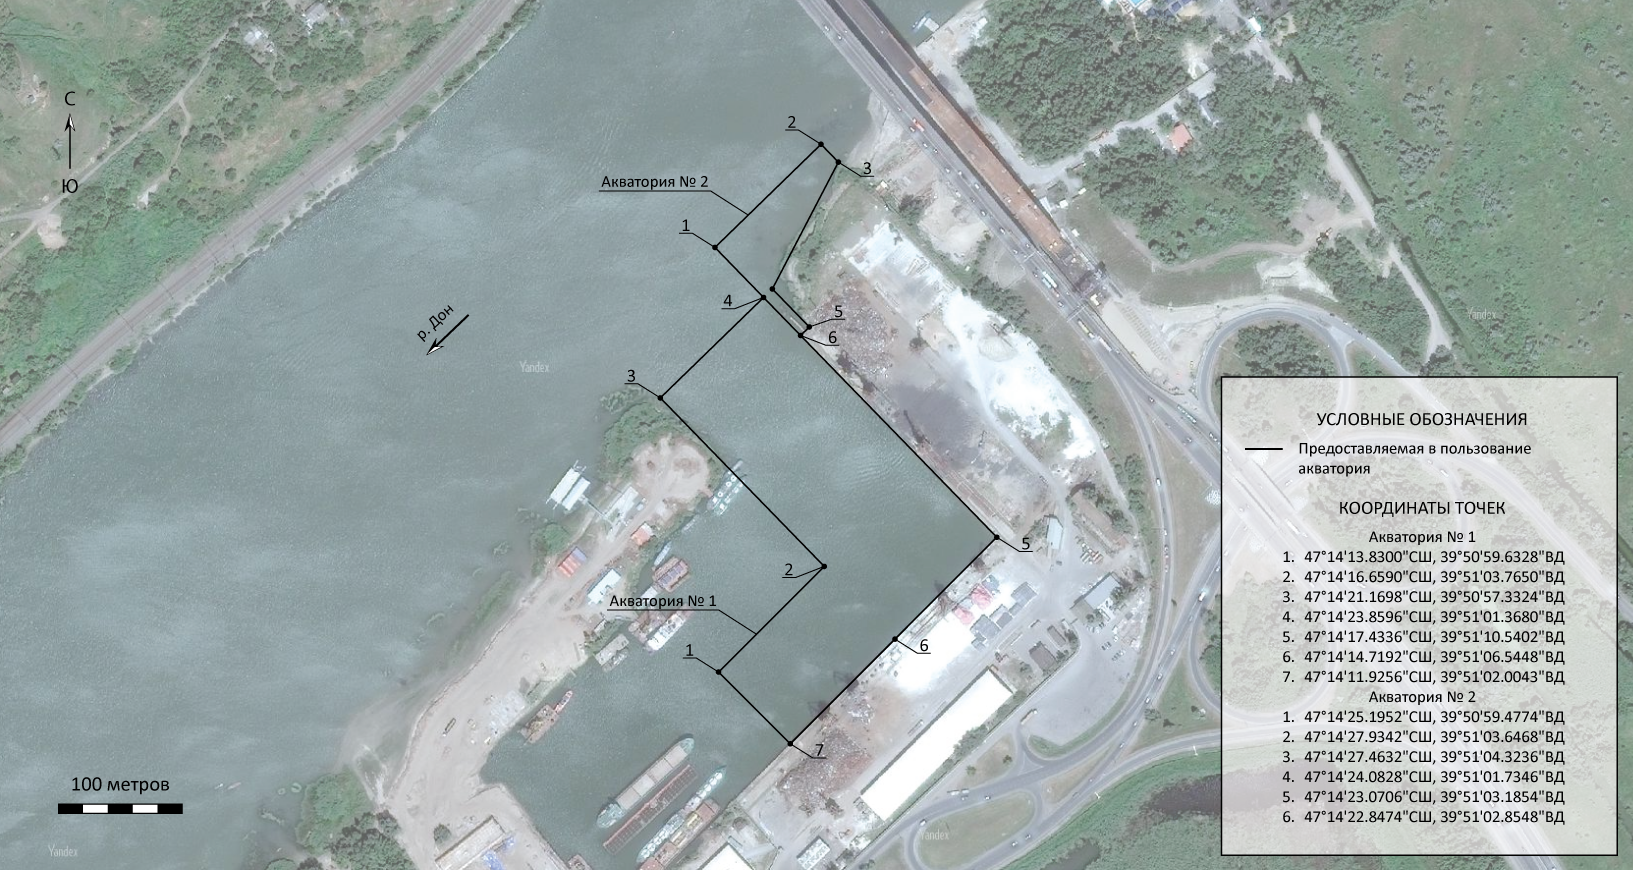 С
Ю
2
3
Акватория № 2
1
4
5
6
р. Дон
Yandex
Yandex
3
5
2
Акватория № 1
1
6
7
100 метров
Yandex
Yandex
УСЛОВНЫЕ ОБОЗНАЧЕНИЯ
Предоставляемая в пользование
акватория
КООРДИНАТЫ ТОЧЕК
Акватория № 1
1. 47°14'13.8300"СШ, 39°50'59.6328"ВД
2. 47°14'16.6590"СШ, 39°51'03.7650"ВД
3. 47°14'21.1698"СШ, 39°50'57.3324"ВД
4. 47°14'23.8596"СШ, 39°51'01.3680"ВД
5. 47°14'17.4336"СШ, 39°51'10.5402"ВД
6. 47°14'14.7192"СШ, 39°51'06.5448"ВД
7. 47°14'11.9256"СШ, 39°51'02.0043"ВД
Акватория № 2
1. 47°14'25.1952"СШ, 39°50'59.4774"ВД
2. 47°14'27.9342"СШ, 39°51'03.6468"ВД
3. 47°14'27.4632"СШ, 39°51'04.3236"ВД
4. 47°14'24.0828"СШ, 39°51'01.7346"ВД
5. 47°14'23.0706"СШ, 39°51'03.1854"ВД
6. 47°14'22.8474"СШ, 39°51'02.8548"ВД